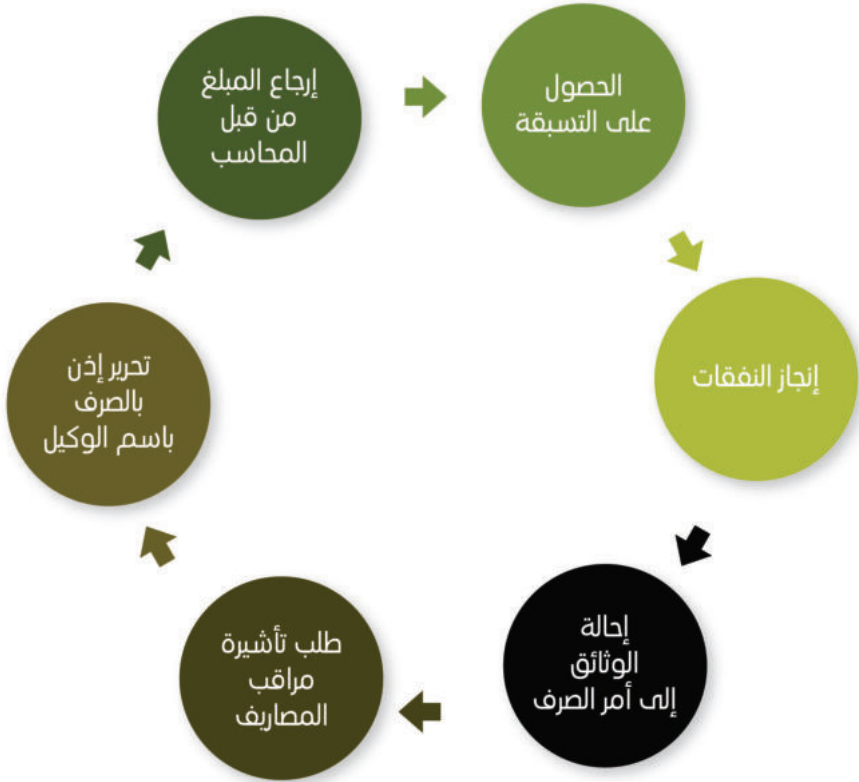 الحصول
على التسبقة
إنجاز النفقات
إحالة
الوثائق
إلى أمر الصرف
طلب تأشيرة
مراقب
المصاريف
تحرير إذن
بالصرف
باسم الوكيل
إرجاع المبلغ
من قبل
المحاسب